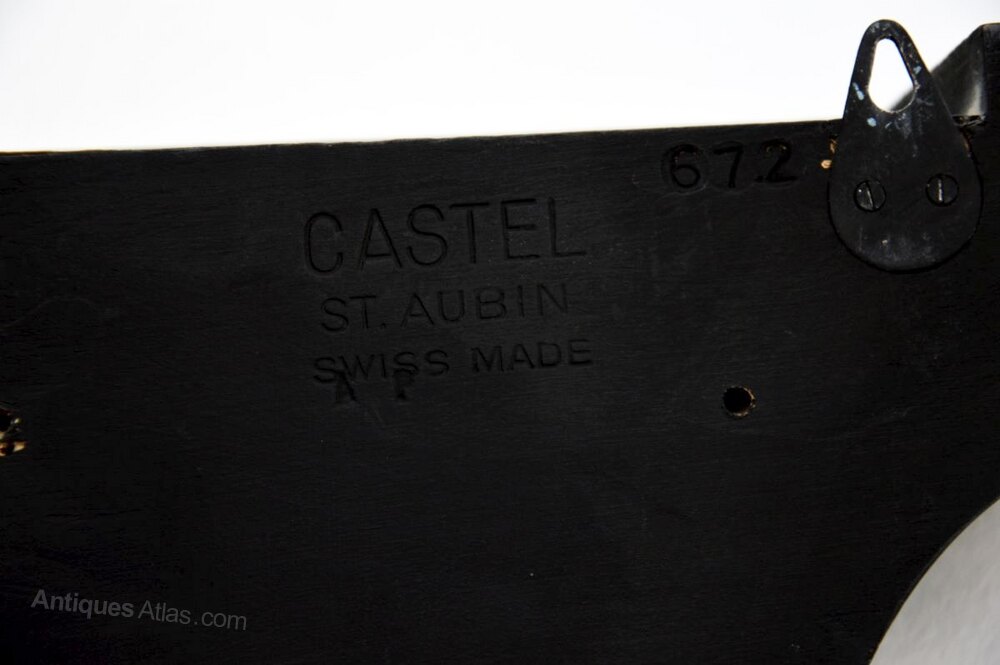 672
CASTEL
ST. AUBIN
SWISS MADE
A F
AntiquesAtlas.com